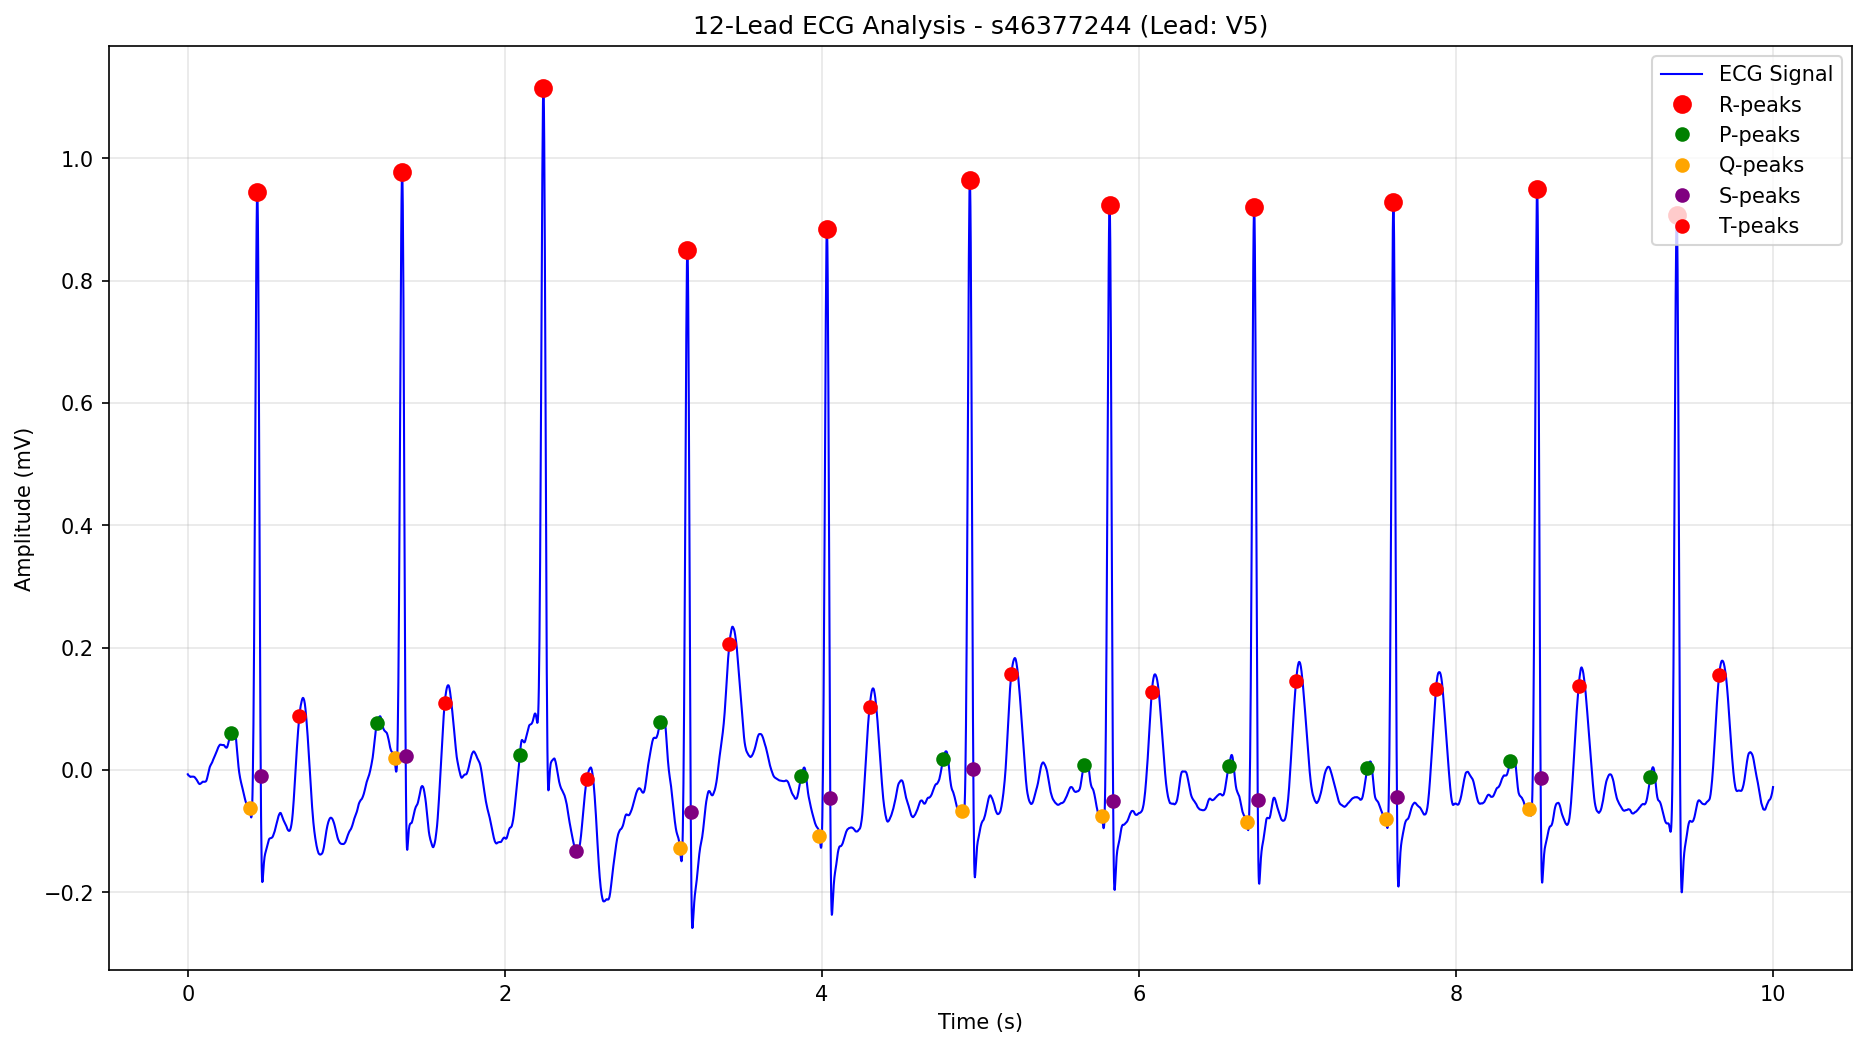 12-Lead ECG Analysis - s46377244 (Lead: V5)
ECG Signal
R-peaks
P-peaks
Q-peaks
S-peaks
T-peaks
Amplitude (mV)
1.0
0.8
0.6
0.4
0.2
0.0
−0.2
0 2 4 6 8 10
Time (s)